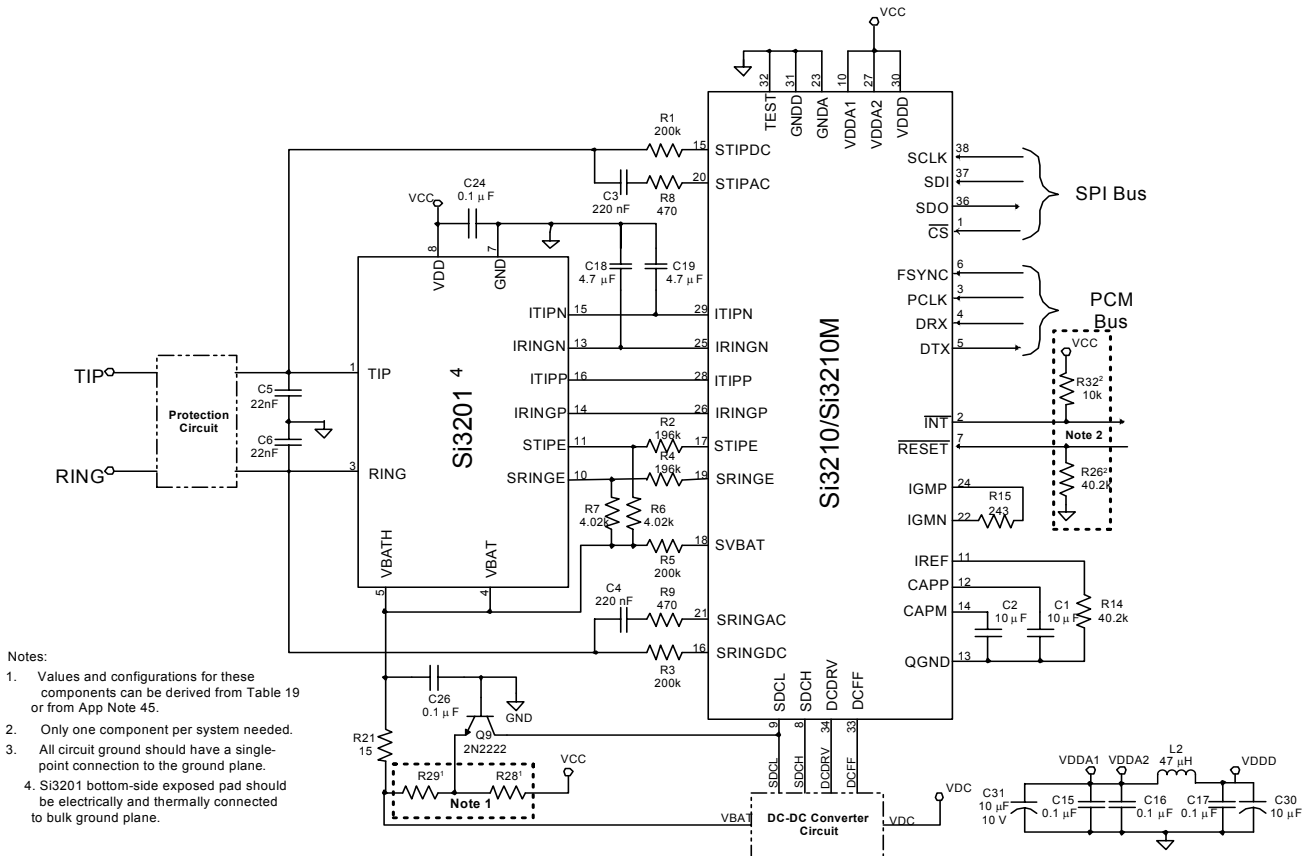 VCC
32
31
23
10
27
30
TEST
GNDD
GNDA
VDDA1
VDDA2
VDDD
R1
200k
15
STIPDC
SCLK
38
SDI
37
SDO
36
CS
1
SPI Bus
C24
0.1 µF
VCC
C3
220 nF
R8
470
20
STIPAC
8
7
VDD
GND
C18
4.7 µF
C19
4.7 µF
FSYNC
6
PCLK
3
DRX
4
DTX
5
PCM
Bus
ITIPN
15
29
ITIPN
IRINGN
13
25
IRINGN
ITIPP
16
28
ITIPP
IRINGP
14
26
IRINGP
STIPE
11
R2
196k
17
STIPE
SRINGE
10
R4
196k
19
SRINGE
R7
4.02k
R6
4.02k
18
SVBAT
R5
200k
Si3201 4
Si3210/Si3210M
TIP
RING
Protection
Circuit
C5
22nF
C6
22nF
1
TIP
3
RING
VBATH
VBAT
5
4
VCC
R32²
10k
INT
2
Note 2
RESET
7
R26²
40.2k
IGMP
24
R15
243
IGMN
22
IREF
11
CAPP
12
CAPM
14
C2
10 µF
C1
10 µF
R14
40.2k
QGND
13
C4
220 nF
R9
470
21
SRINGAC
16
SRINGDC
R3
200k
SDCL
SDCH
DCDRV
DCFF
9
8
34
33
SDCL
SDCH
DCDRV
DCFF
C26
0.1 µF
GND
Q9
2N2222
R21
15
R29¹
R28¹
VCC
Note 1
VBAT
DC-DC Converter
Circuit
VDC
VDC
VDDA1
VDDA2
L2
47 µH
VDDD
C31
10 µF
10 V
C15
0.1 µF
C16
0.1 µF
C17
0.1 µF
C30
10 µF
Notes:
1. Values and configurations for these
components can be derived from Table 19
or from App Note 45.
2. Only one component per system needed.
3. All circuit ground should have a single-
point connection to the ground plane.
4. Si3201 bottom-side exposed pad should
be electrically and thermally connected
to bulk ground plane.